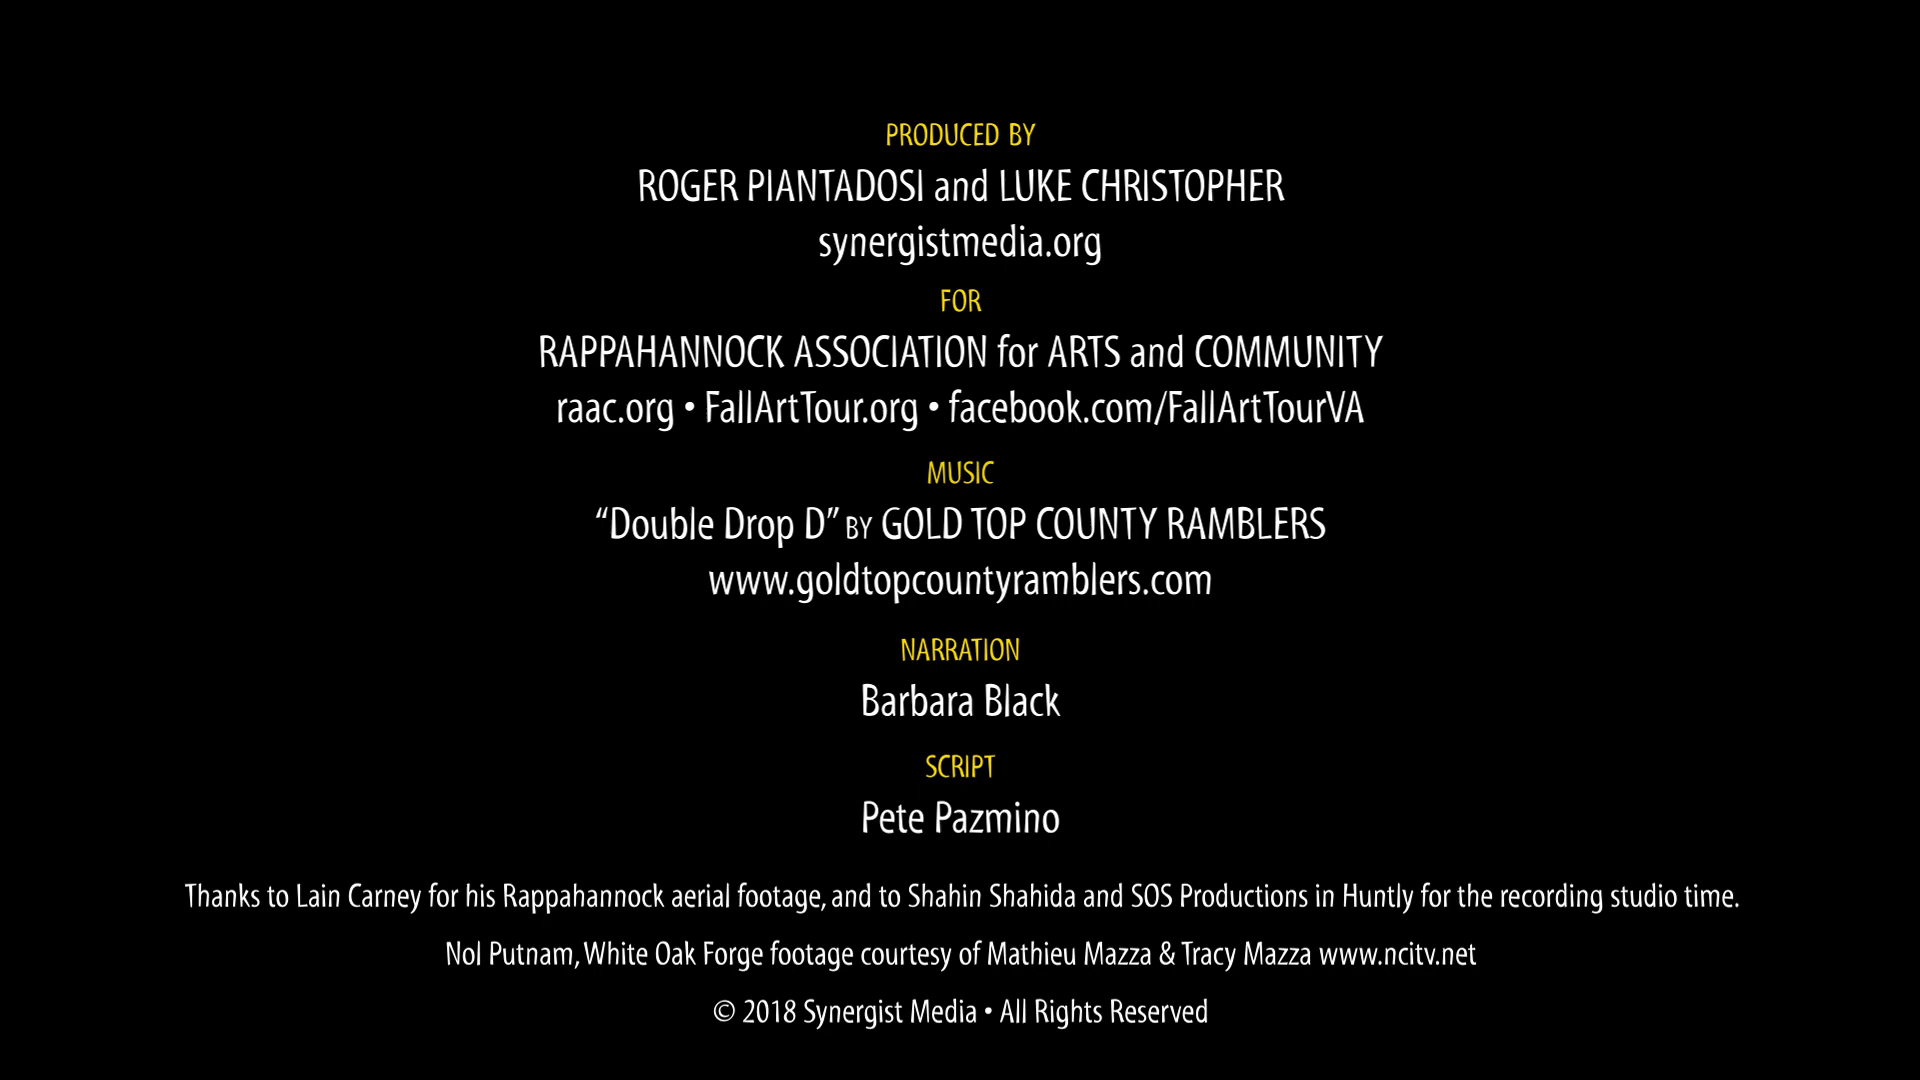 PRODUCED BY
ROGER PIANTADOSI and LUKE CHRISTOPHER
synergistmedia.org
FOR
RAPPAHANNOCK ASSOCIATION for ARTS and COMMUNITY
raac.org • FallArtTour.org • facebook.com/FallArtTourVA
MUSIC
“Double Drop D” BY GOLD TOP COUNTY RAMBLERS
www.goldtopcountyramblers.com
NARRATION
Barbara Black
SCRIPT
Pete Pazmino
Thanks to Lain Carney for his Rappahannock aerial footage, and to Shahin Shahida and SOS Productions in Huntly for the recording studio time.
Nol Putnam, White Oak Forge footage courtesy of Mathieu Mazza & Tracy Mazza www.ncitv.net
© 2018 Synergist Media • All Rights Reserved